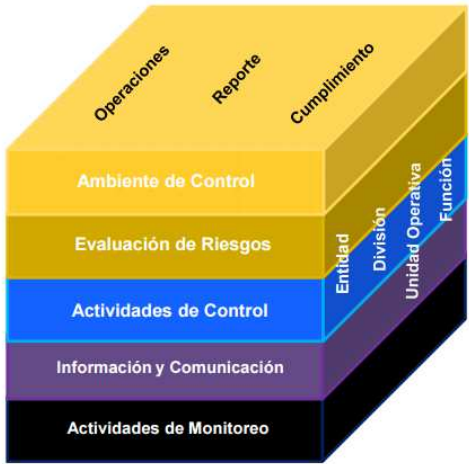 Operaciones
Reporte
Cumplimiento
Ambiente de Control
Evaluación de Riesgos
Actividades de Control
Información y Comunicación
Actividades de Monitoreo
Entidad
División
Unidad Operativa
Función